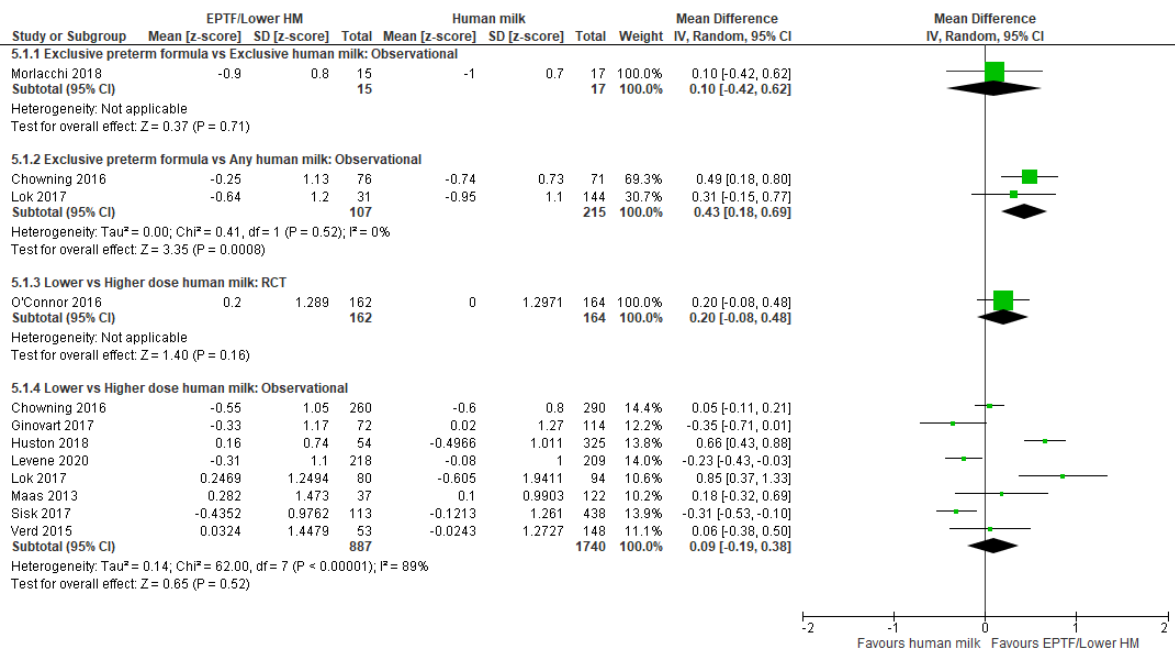 EPTF/Lower HM Human milk Mean Difference Mean Difference
Study or Subgroup Mean [z-score] SD [z-score] Total Mean [z-score] SD [z-score] Total Weight IV, Random, 95% CI IV, Random, 95% CI
5.1.1 Exclusive preterm formula vs Exclusive human milk: Observational
Morlacchi 2018 -0.9 0.8 15 -1 0.7 17 100.0% 0.10 [-0.42, 0.62]
Subtotal (95% CI) 15 17 100.0% 0.10 [-0.42, 0.62]
Heterogeneity: Not applicable
Test for overall effect: Z = 0.37 (P = 0.71)
5.1.2 Exclusive preterm formula vs Any human milk: Observational
Chowning 2016 -0.25 1.13 76 -0.74 0.73 71 69.3% 0.49 [0.18, 0.80]
Lok 2017 -0.64 1.2 31 -0.95 1.1 144 30.7% 0.31 [-0.15, 0.77]
Subtotal (95% CI) 107 215 100.0% 0.43 [0.18, 0.69]
Heterogeneity: Tau² = 0.00; Chi² = 0.41, df = 1 (P = 0.52); I² = 0%
Test for overall effect: Z = 3.35 (P = 0.0008)
5.1.3 Lower vs Higher dose human milk: RCT
O'Connor 2016 0.2 1.289 162 0 1.2971 164 100.0% 0.20 [-0.08, 0.48]
Subtotal (95% CI) 162 164 100.0% 0.20 [-0.08, 0.48]
Heterogeneity: Not applicable
Test for overall effect: Z = 1.40 (P = 0.16)
5.1.4 Lower vs Higher dose human milk: Observational
Chowning 2016 -0.55 1.05 260 -0.6 0.8 290 14.4% 0.05 [-0.11, 0.21]
Ginovart 2017 -0.33 1.17 72 0.02 1.27 114 12.2% -0.35 [-0.71, 0.01]
Huston 2018 0.16 0.74 54 -0.4966 1.011 325 13.8% 0.66 [0.43, 0.88]
Levene 2020 -0.31 1.1 218 -0.08 1 209 14.0% -0.23 [-0.43, -0.03]
Lok 2017 0.2469 1.2494 80 -0.605 1.9411 94 10.6% 0.85 [0.37, 1.33]
Maas 2013 0.282 1.473 37 0.1 0.9903 122 10.2% 0.18 [-0.32, 0.69]
Sisk 2017 -0.4352 0.9762 113 -0.1213 1.261 438 13.9% -0.31 [-0.53, -0.10]
Verd 2015 0.0324 1.4479 53 -0.0243 1.2727 148 11.1% 0.06 [-0.38, 0.50]
Subtotal (95% CI) 887 1740 100.0% 0.09 [-0.19, 0.38]
Heterogeneity: Tau² = 0.14; Chi² = 62.00, df = 7 (P < 0.00001); I² = 89%
Test for overall effect: Z = 0.65 (P = 0.52)
-2 -1 0 1 2
Favours human milk Favours EPTF/Lower HM